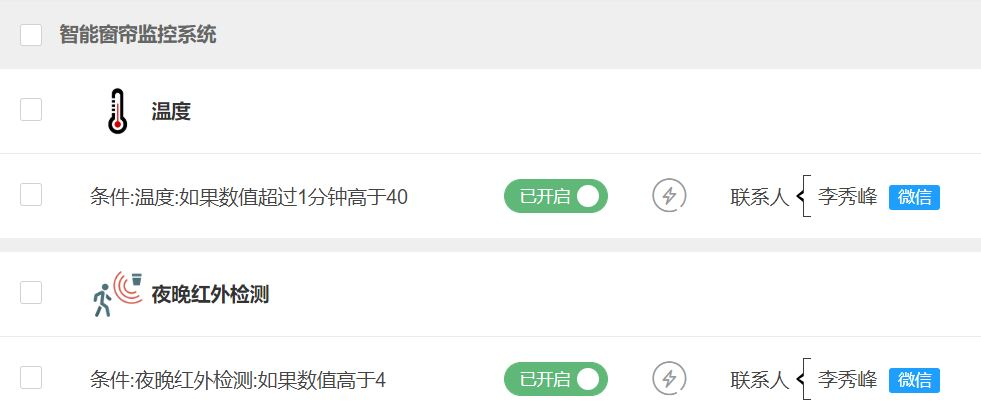 智能窗帘监控系统
温度
条件:温度:如果数值超过1分钟高于40 已开启 联系人 李秀峰 微信
夜晚红外检测
条件:夜晚红外检测:如果数值高于4 已开启 联系人 李秀峰 微信